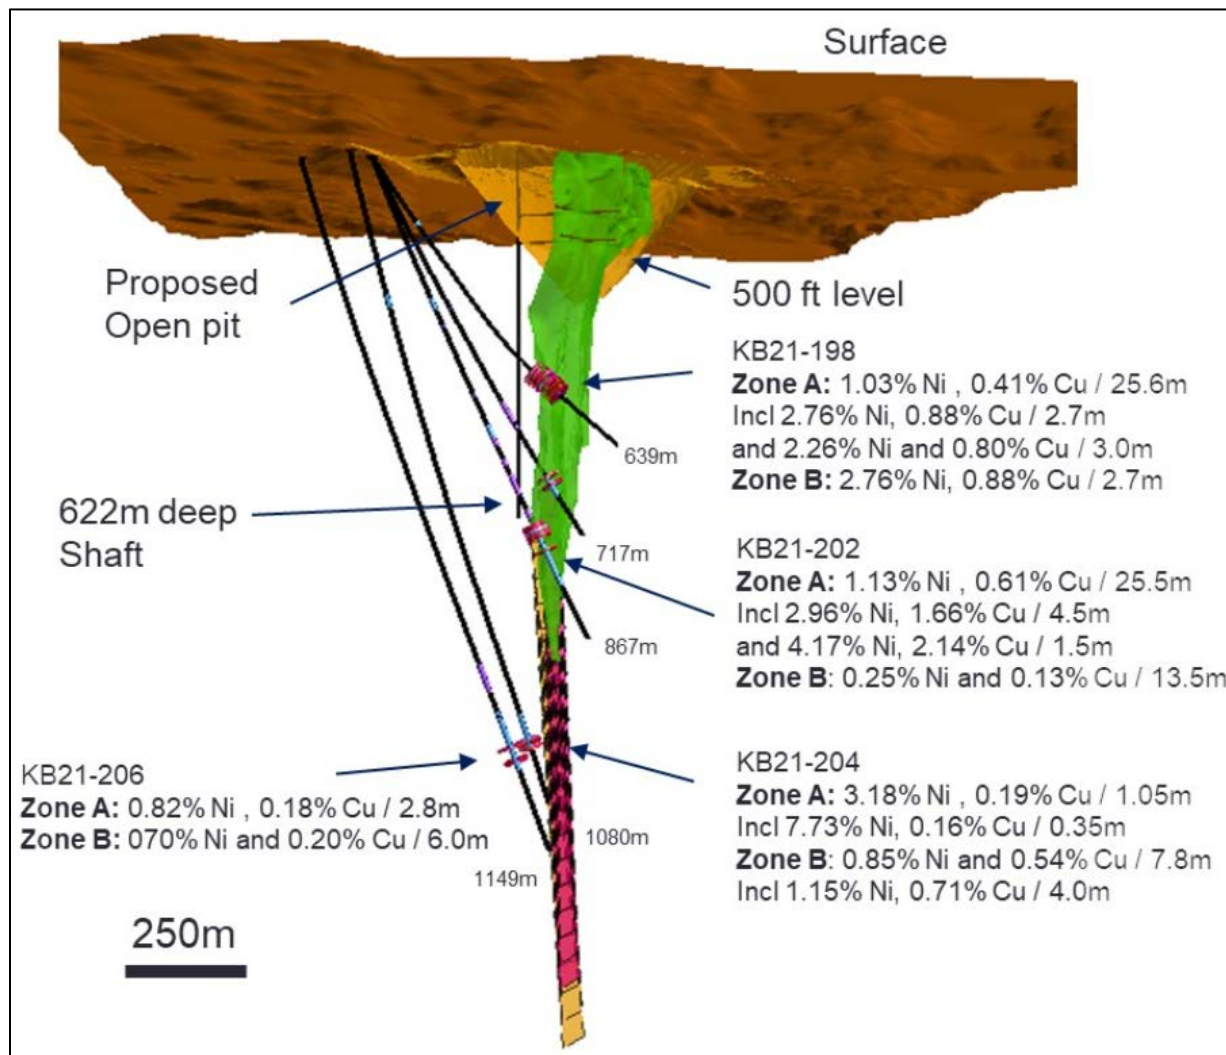 Surface
Proposed
Open pit
500 ft level
KB21-198
Zone A: 1.03% Ni , 0.41% Cu / 25.6m
Incl 2.76% Ni, 0.88% Cu / 2.7m
and 2.26% Ni and 0.80% Cu / 3.0m
Zone B: 2.76% Ni, 0.88% Cu / 2.7m
639m
622m deep
Shaft
717m
KB21-202
Zone A: 1.13% Ni , 0.61% Cu / 25.5m
Incl 2.96% Ni, 1.66% Cu / 4.5m
and 4.17% Ni, 2.14% Cu / 1.5m
Zone B: 0.25% Ni and 0.13% Cu / 13.5m
867m
KB21-206
Zone A: 0.82% Ni , 0.18% Cu / 2.8m
Zone B: 070% Ni and 0.20% Cu / 6.0m
KB21-204
Zone A: 3.18% Ni , 0.19% Cu / 1.05m
Incl 7.73% Ni, 0.16% Cu / 0.35m
Zone B: 0.85% Ni and 0.54% Cu / 7.8m
Incl 1.15% Ni, 0.71% Cu / 4.0m
1080m
1149m
250m